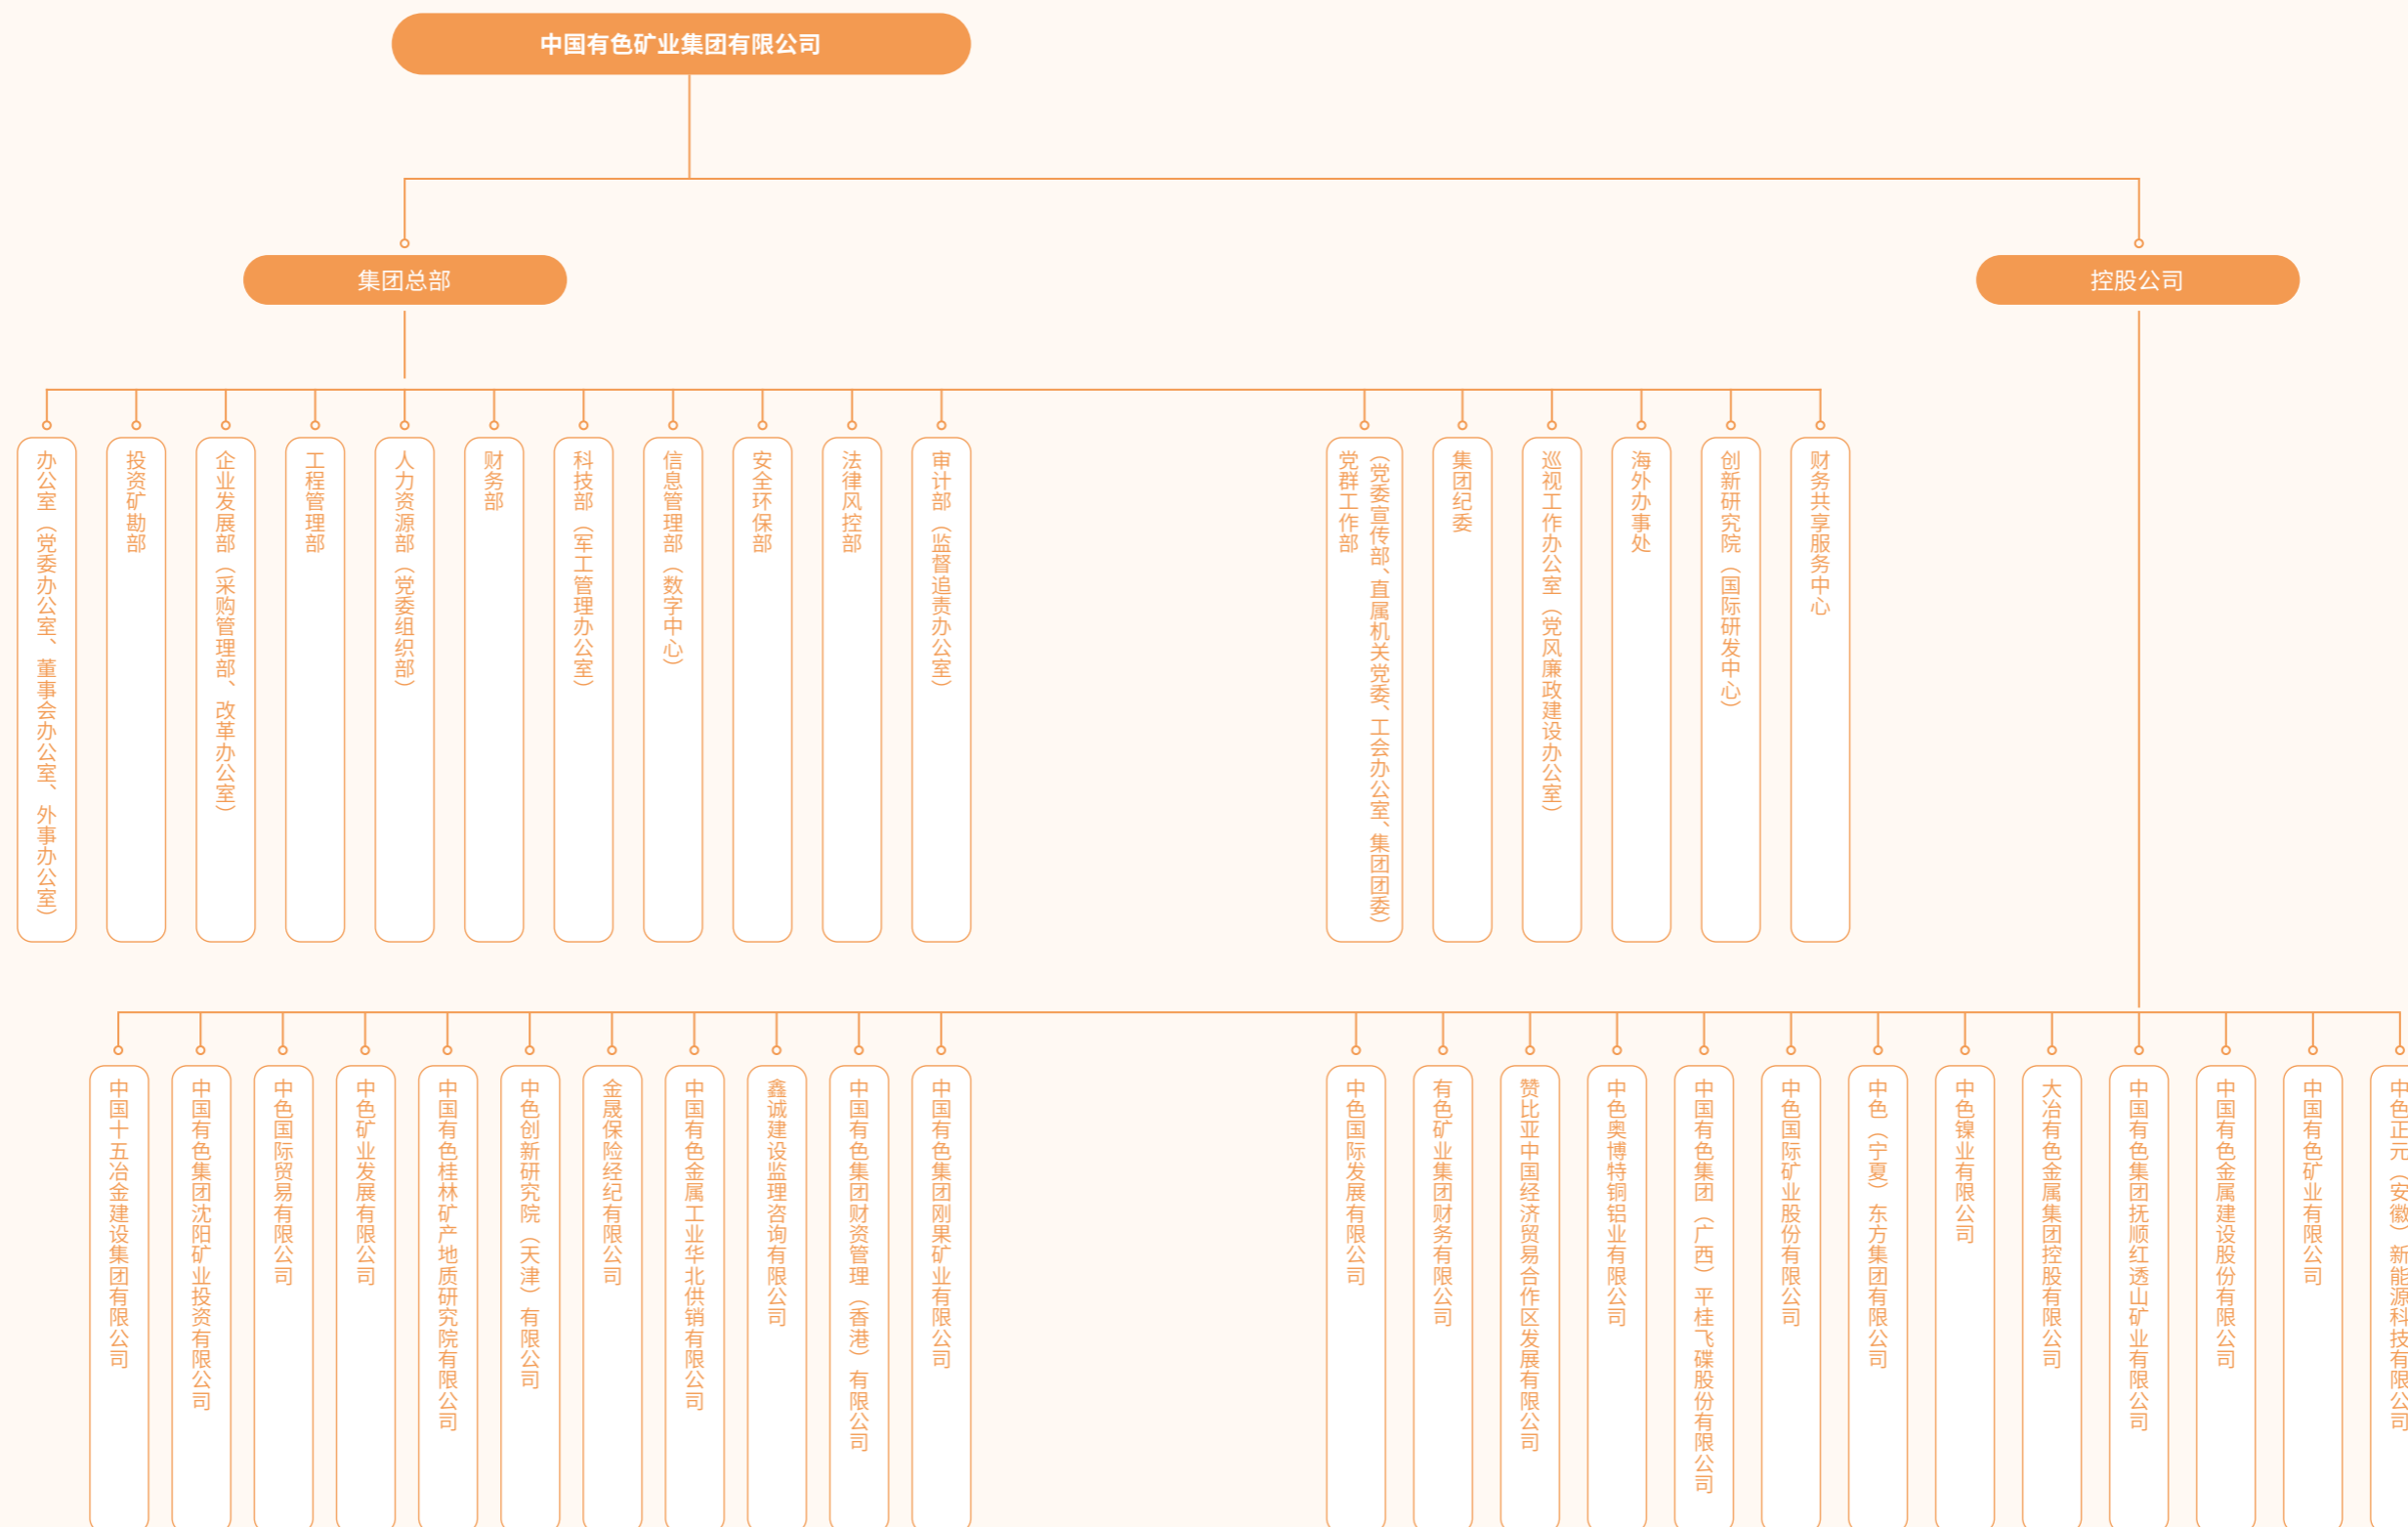 中国有色矿业集团有限公司
集团总部
控股公司
办公室（党委办公室、董事会办公室、外事办公室）
投资矿勘部
企业发展部（采购管理部、改革办公室）
工程管理部
人力资源部（党委组织部）
财务部
科技部（军工管理办公室）
信息管理部（数字中心）
安全环保部
法律风控部
审计部（监督追责办公室）
党群工作部
（党委宣传部、直属机关党委、工会办公室、集团团委）
集团纪委
巡视工作办公室（党风廉政建设办公室）
海外办事处
创新研究院（国际研发中心）
财务共享服务中心
中国十五冶金建设集团有限公司
中国有色集团沈阳矿业投资有限公司
中色国际贸易有限公司
中色矿业发展有限公司
中国有色桂林矿产地质研究院有限公司
中色创新研究院（天津）有限公司
金晟保险经纪有限公司
中国有色金属工业华北供销有限公司
鑫诚建设监理咨询有限公司
中国有色集团财资管理（香港）有限公司
中国有色集团刚果矿业有限公司
中色国际发展有限公司
有色矿业集团财务有限公司
赞比亚中国经济贸易合作区发展有限公司
中色奥博特铜铝业有限公司
中国有色集团（广西）平桂飞碟股份有限公司
中色国际矿业股份有限公司
中色（宁夏）东方集团有限公司
中色镍业有限公司
大冶有色金属集团控股有限公司
中国有色集团抚顺红透山矿业有限公司
中国有色金属建设股份有限公司
中国有色矿业有限公司
中色正元（安徽）新能源科技有限公司